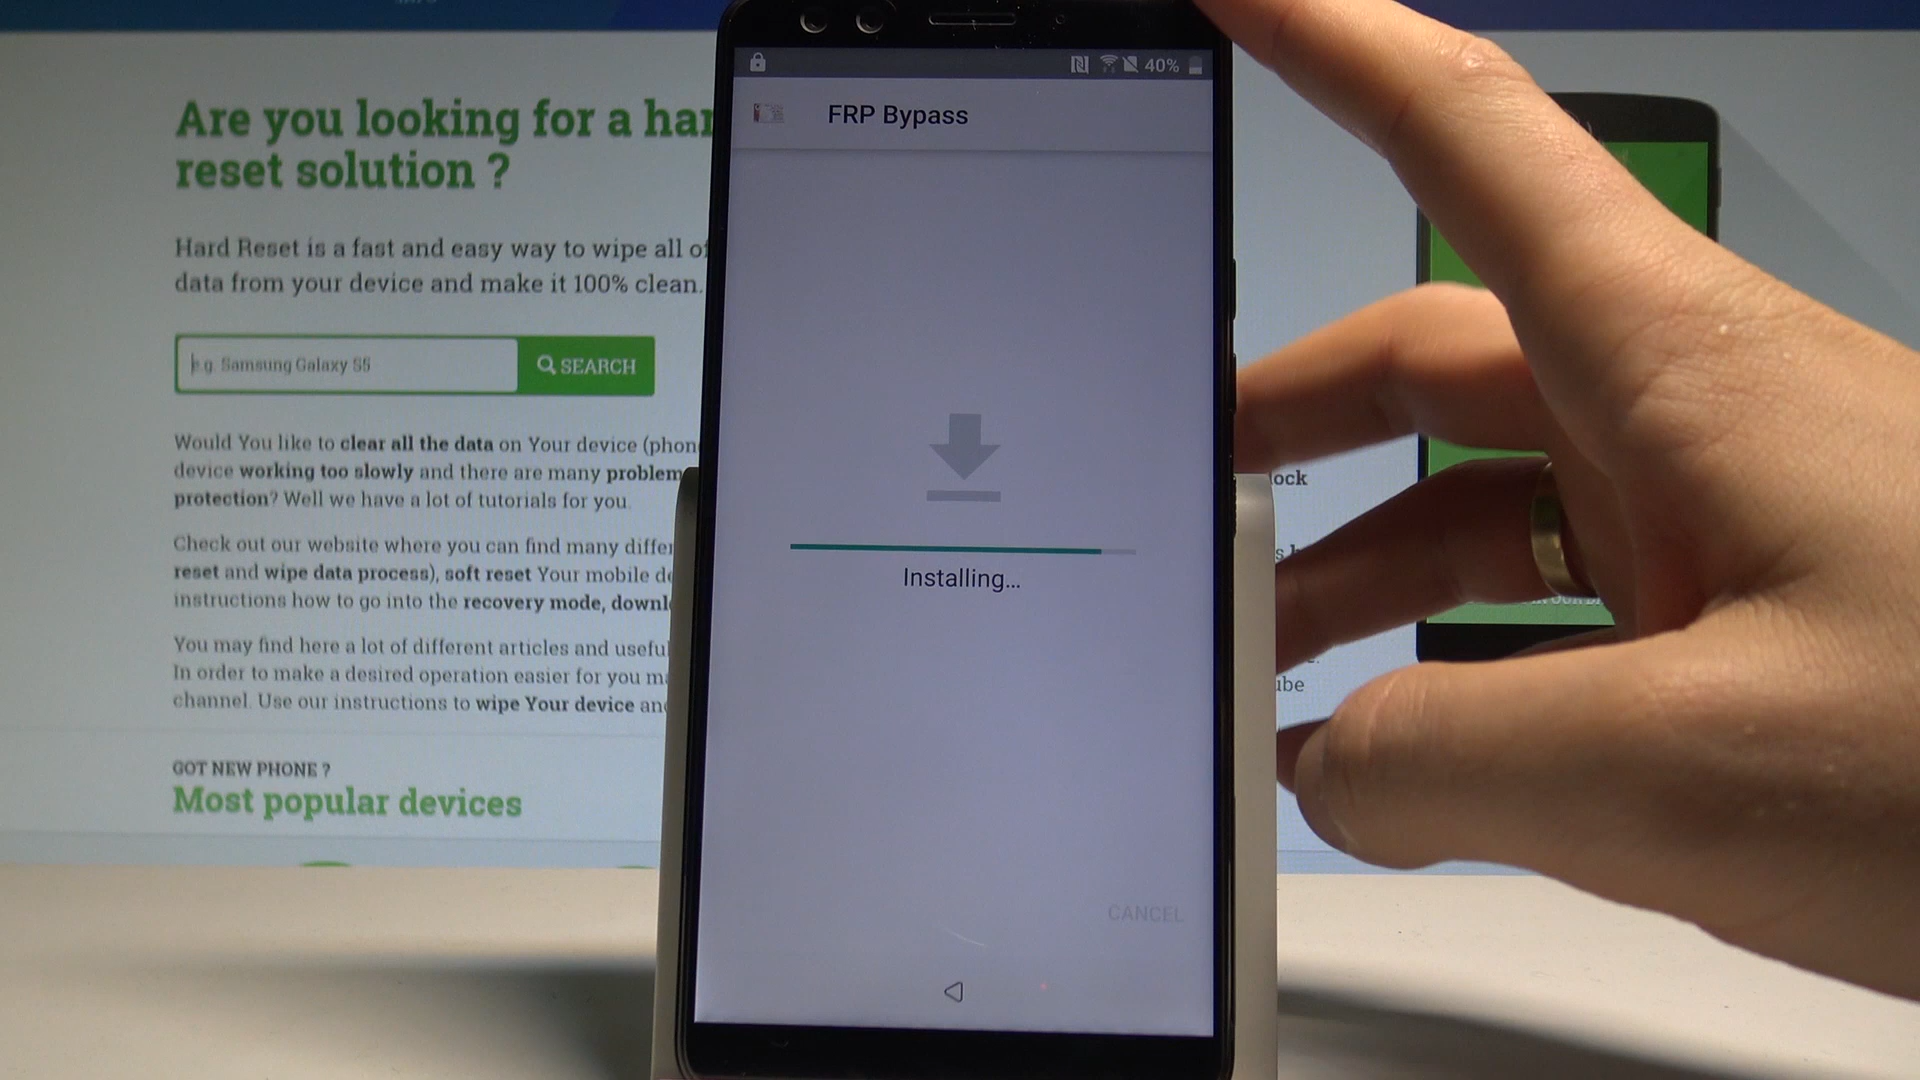 Are you looking for a har
reset solution ?
Hard Reset is a fast and easy way to wipe all of
data from your device and make it 100% clean.
e.g. Samsung Galaxy S5
SEARCH
Would You like to clear all the data on Your device (phon
device working too slowly and there are many problem
protection? Well we have a lot of tutorials for you.
Check out our website where you can find many differ
reset and wipe data process), soft reset Your mobile de
instructions how to go into the recovery mode, downl
You may find here a lot of different articles and useful
In order to make a desired operation easier for you ma
channel. Use our instructions to wipe Your device and
GOT NEW PHONE ?
Most popular devices
40%
FRP Bypass
Installing...
CANCEL
lock
ube